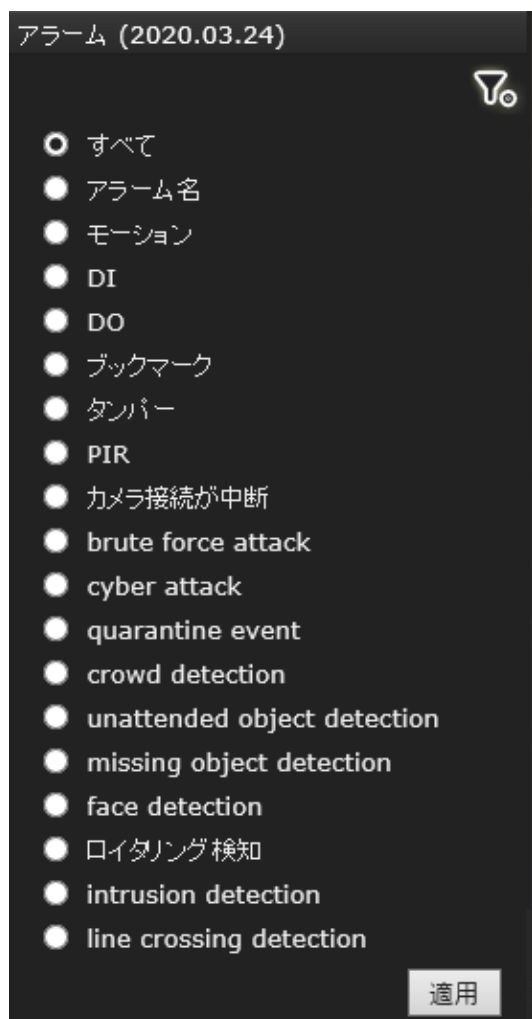 アラーム (2020.03.24)
すべて
アラーム名
モーション
DI
DO
ブックマーク
タンパー
PIR
カメラ接続が中断
brute force attack
cyber attack
quarantine event
crowd detection
unattended object detection
missing object detection
face detection
ロイタリング検知
intrusion detection
line crossing detection
適用